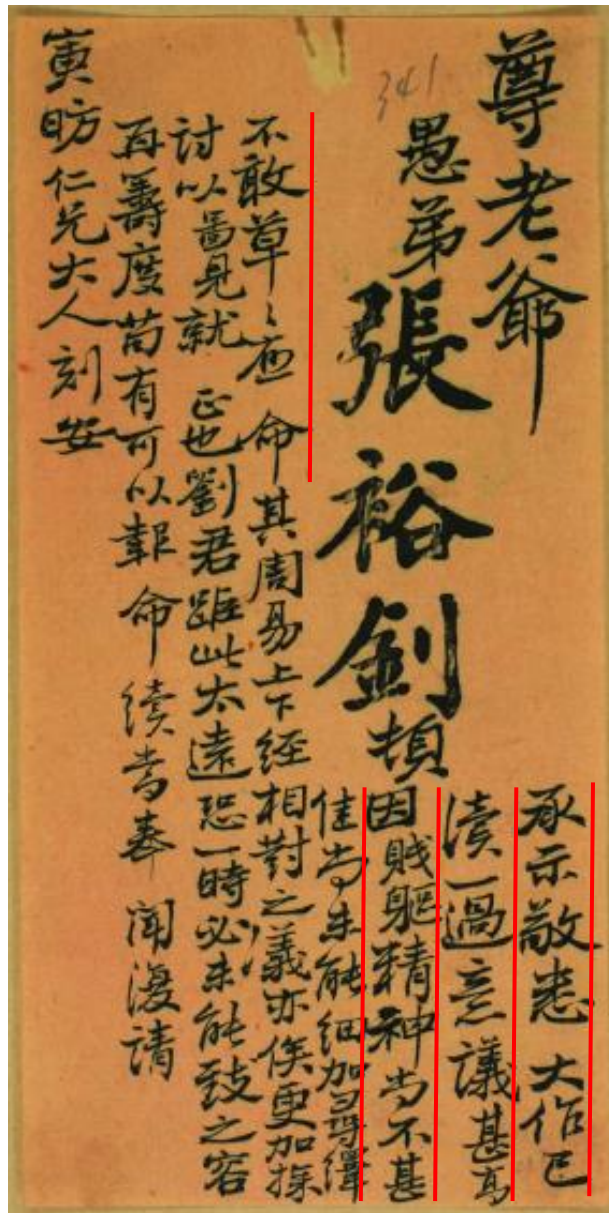 尊老爺
愚弟張裕釗頓
341
承示敬悉 大作已
讀一過意議甚高
因賤軀精神尚不甚
佳尚未能細加尋繹
不敢草〻應 命其周易上下經相對之義亦俟更加探
討以鄙見就 正也劉君距此太遠恐一時必未能致之容
再籌度苟有可以報 命續當奉 聞復請
寅昉仁兄大人刻安